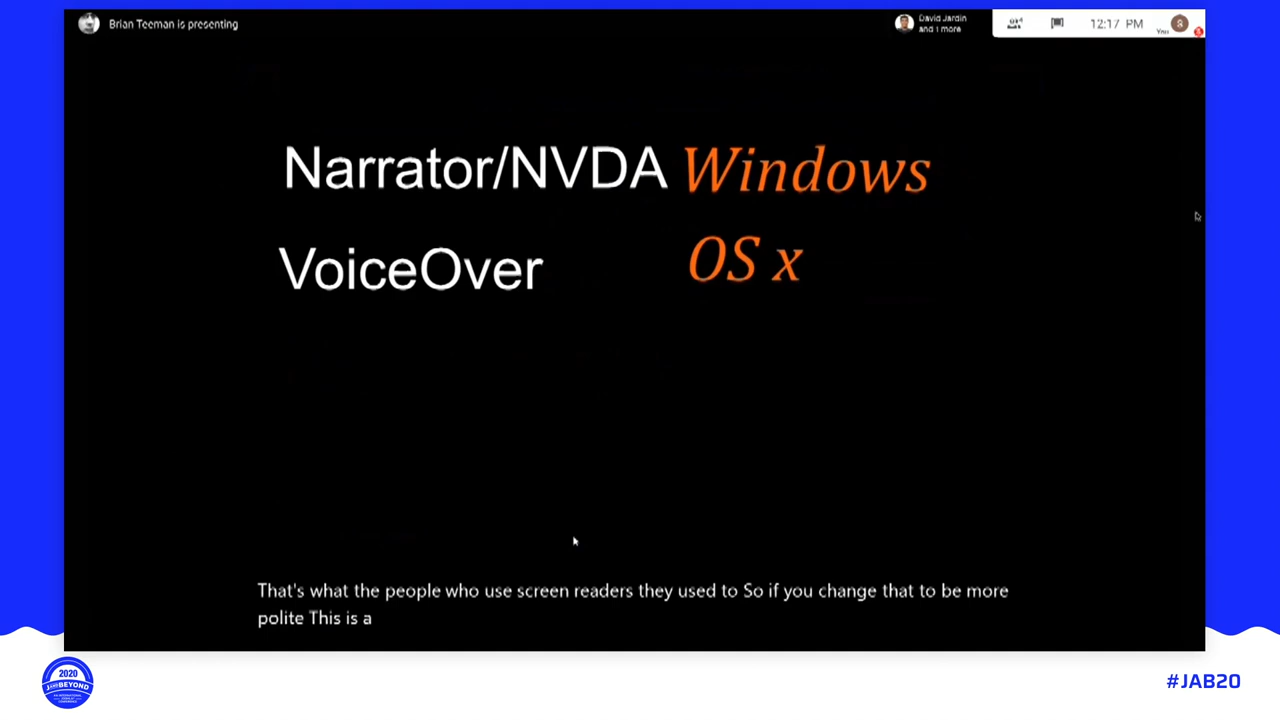 Brian Teeman is presenting
David Jardin
and 1 more
12:17 PM
You
S
Narrator/NVDA Windows
VoiceOver OS x
That's what the people who use screen readers they used to So if you change that to be more
polite This is a
2020
JANDBEYOND
#JAB20